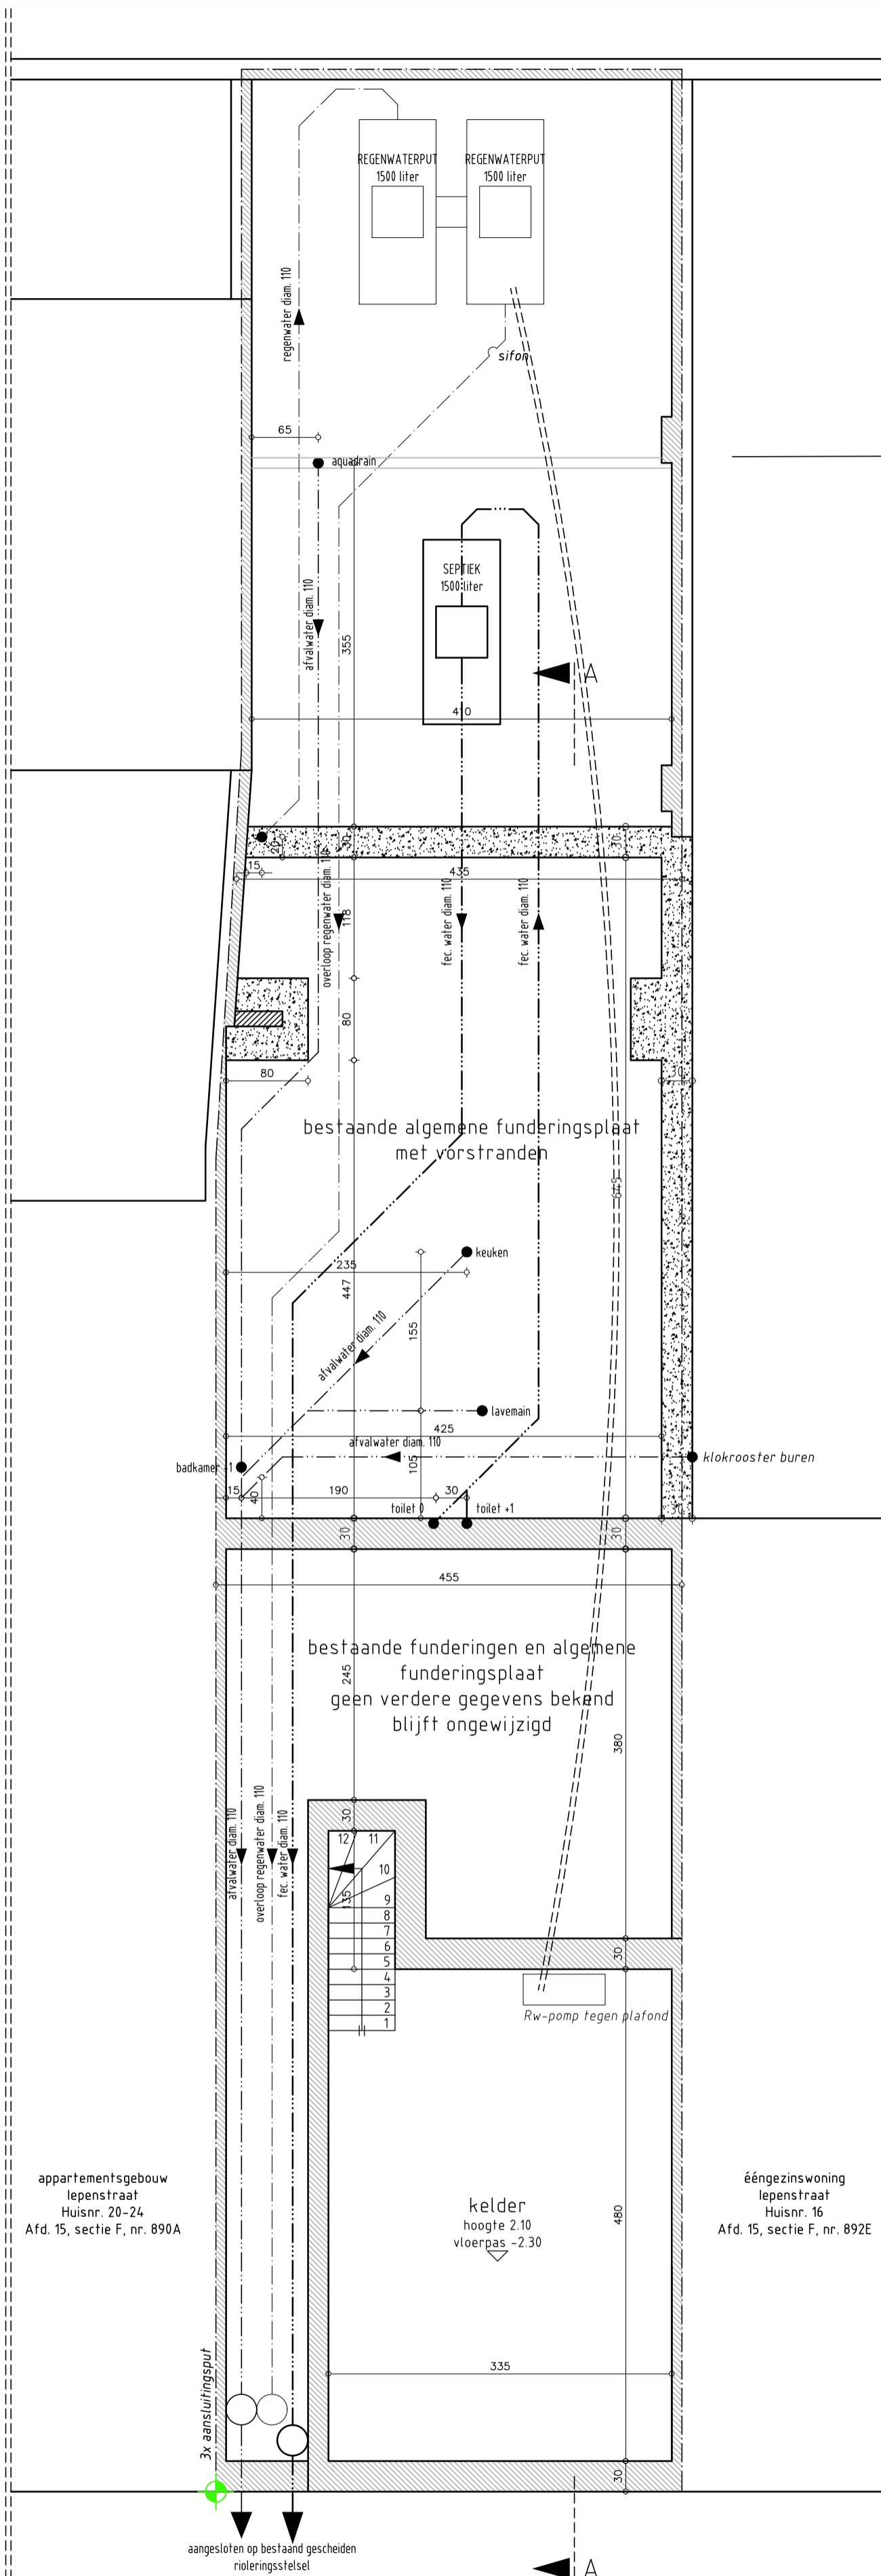 REGENWATERPUT
1500 liter
REGENWATERPUT
1500 liter
regenwater diam. 110
sifon
65
aquadrain
SEPTIEK
1500 liter
afvalwater diam. 110
355
A
410
20
30
30
15
435
overloop regenwater diam. 110
118
fec. water diam. 110
fec. water diam. 110
80
80
30
bestaande algemene funderingsplaat
met vorstranden
645
keuken
235
447
155
afvalwater diam. 110
lavemain
425
afvalwater diam. 110
klokrooster buren
105
badkamer +1
15
40
190
30
toilet 0
toilet +1
30
30
30
455
bestaande funderingen en algemene
funderingsplaat
geen verdere gegevens bekend
blijft ongewijzigd
245
380
30
afvalwater diam. 110
overloop regenwater diam. 110
fec. water diam. 110
12
11
10
135
9
8
7
6
5
4
3
2
1
30
Rw-pomp tegen plafond
appartementsgebouw
Iepenstraat
Huisnr. 20-24
Afd. 15, sectie F, nr. 890A
kelder
hoogte 2.10
vloerpas -2.30
480
ééngezinswoning
Iepenstraat
Huisnr. 16
Afd. 15, sectie F, nr. 892E
335
3x aansluitingsput
30
aangesloten op bestaand gescheiden
rioleringsstelsel
A